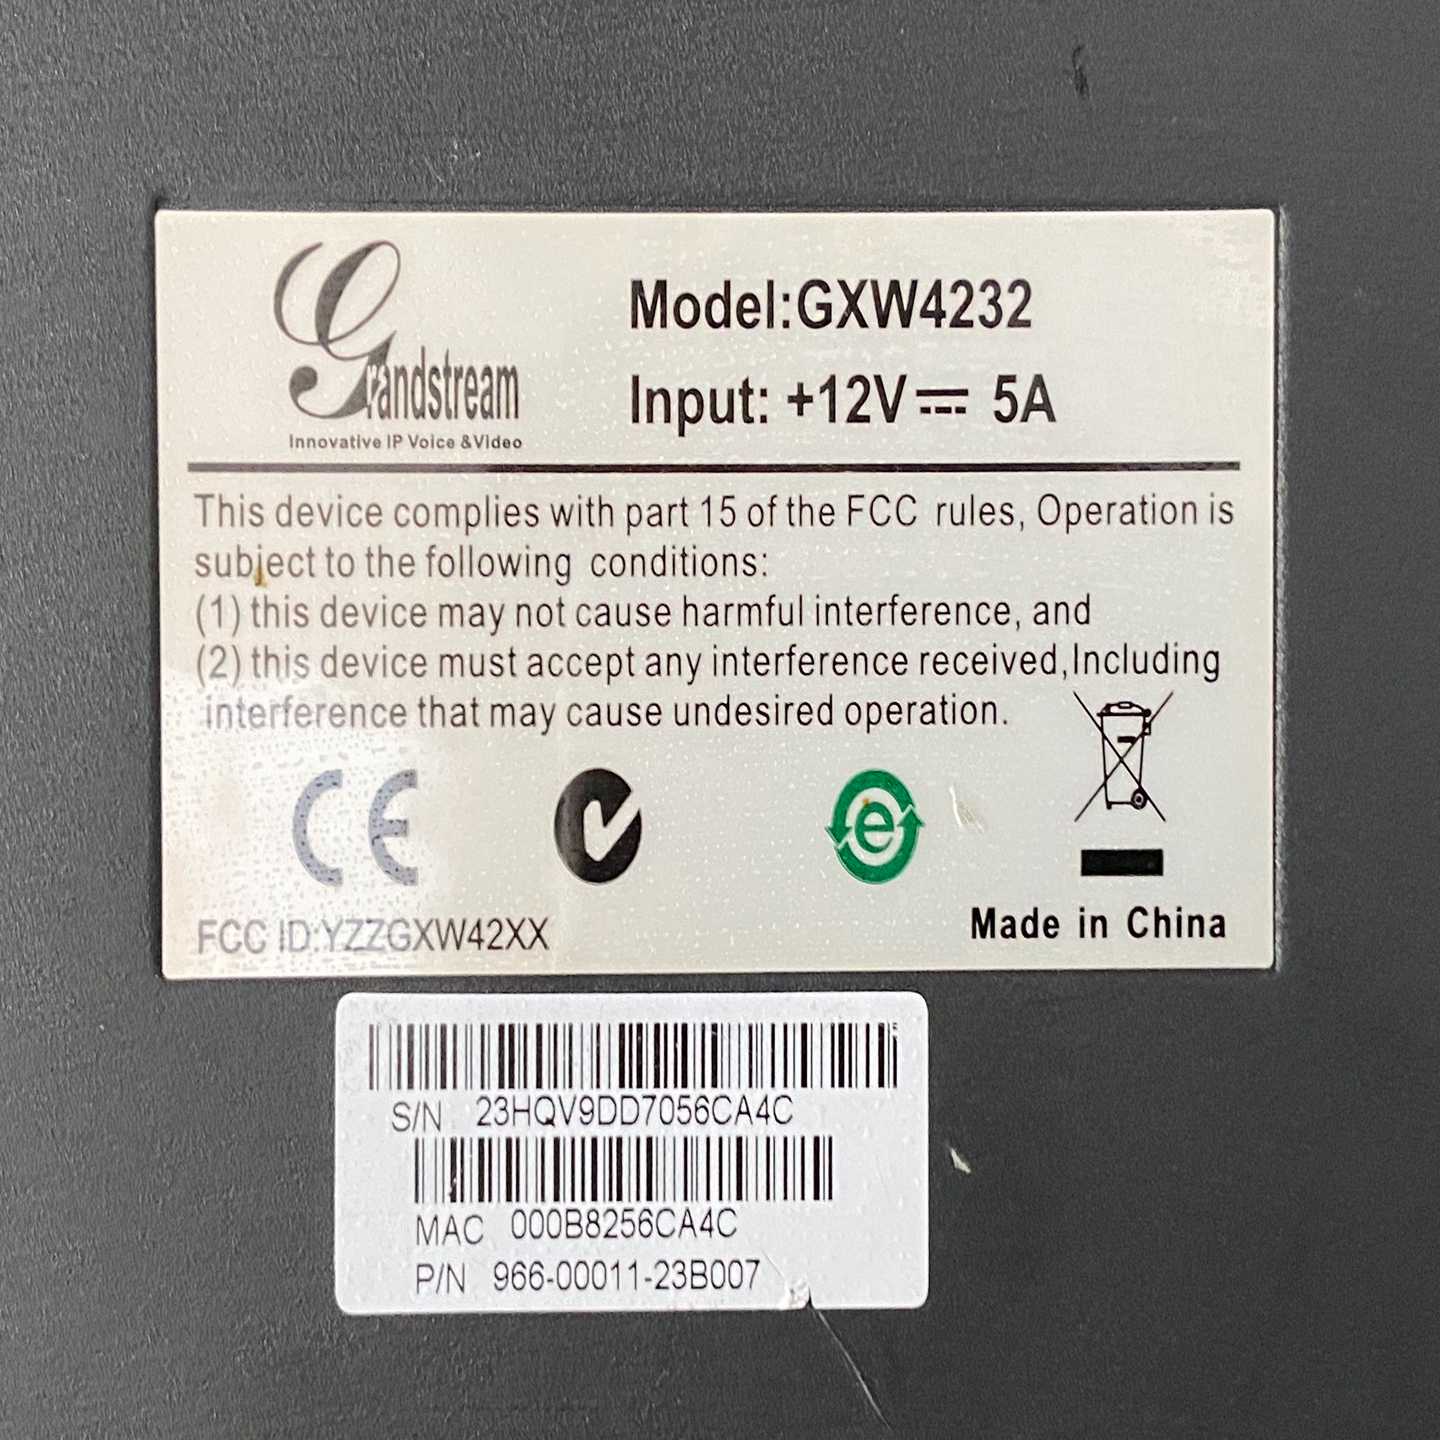 Grandstream
Innovative IP Voice &Video
Model:GXW4232
Input: +12V⎓ 5A
This device complies with part 15 of the FCC rules, Operation is
subject to the following conditions:
(1) this device may not cause harmful interference, and
(2) this device must accept any interference received,Including
interference that may cause undesired operation.
CE
e
FCC ID:YZZGXW42XX
Made in China
S/N 23HQV9DD7056CA4C
MAC 000B8256CA4C
P/N 966-00011-23B007